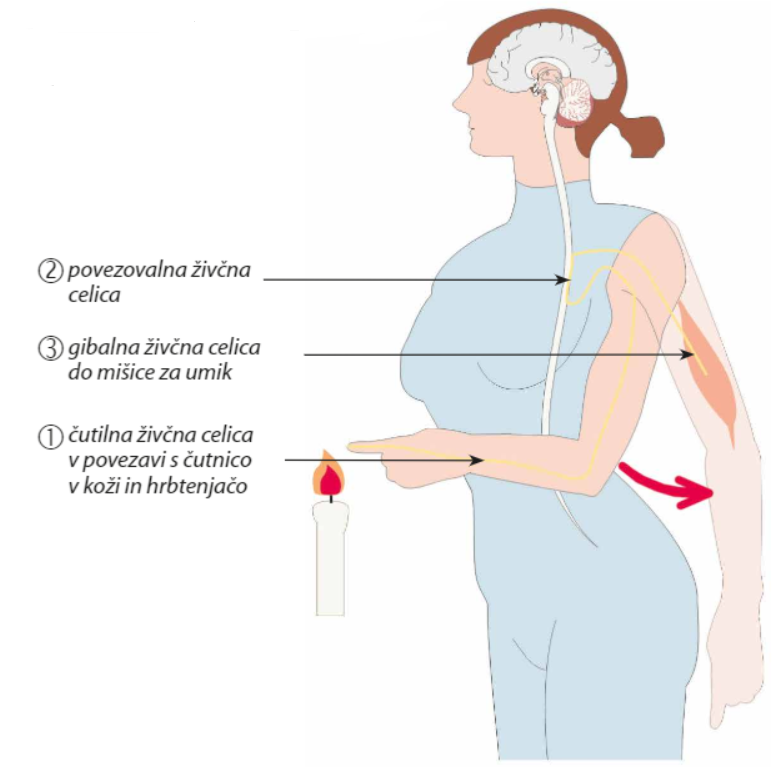 ② povezovalna živčna
celica
③ gibalna živčna celica
do mišice za umik
① čutilna živčna celica
v povezavi s čutnico
v koži in hrbtenjačo